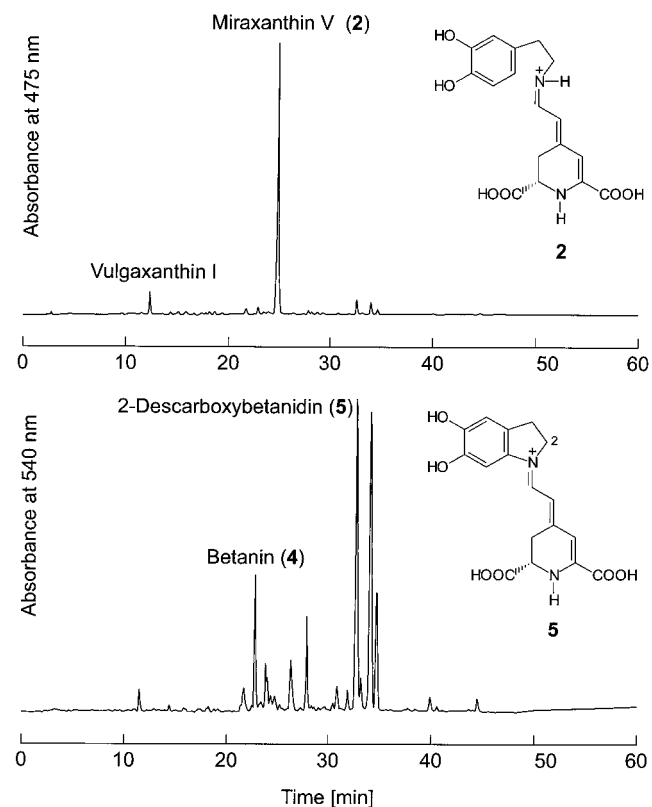 Miraxanthin V (2)
Absorbance at 475 nm
Vulgaxanthin I
HO
HO
N
+
H
HOOC
N
H
COOH
2
0 10 20 30 40 50 60
2-Descarboxybetanidin (5)
Absorbance at 540 nm
Betanin (4)
HO
HO
2
N
+
HOOC
N
H
COOH
5
0 10 20 30 40 50 60
Time [min]